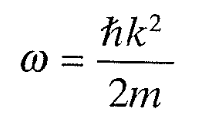 ω = ħk²/2m